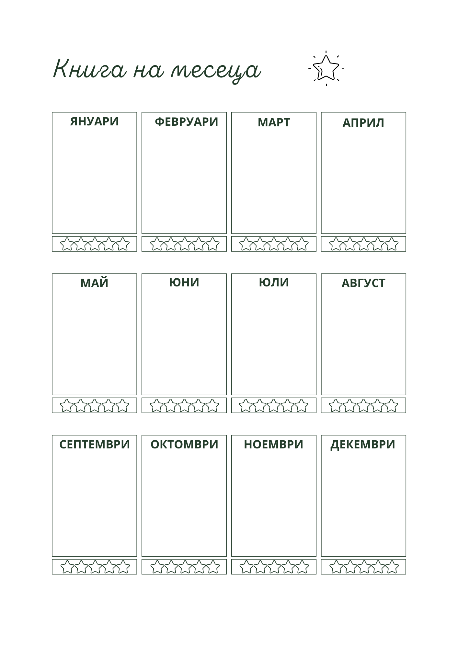 Книга на месеца
ЯНУАРИ ФЕВРУАРИ МАРТ АПРИЛ
МАЙ ЮНИ ЮЛИ АВГУСТ
СЕПТЕМВРИ ОКТОМВРИ НОЕМВРИ ДЕКЕМВРИ